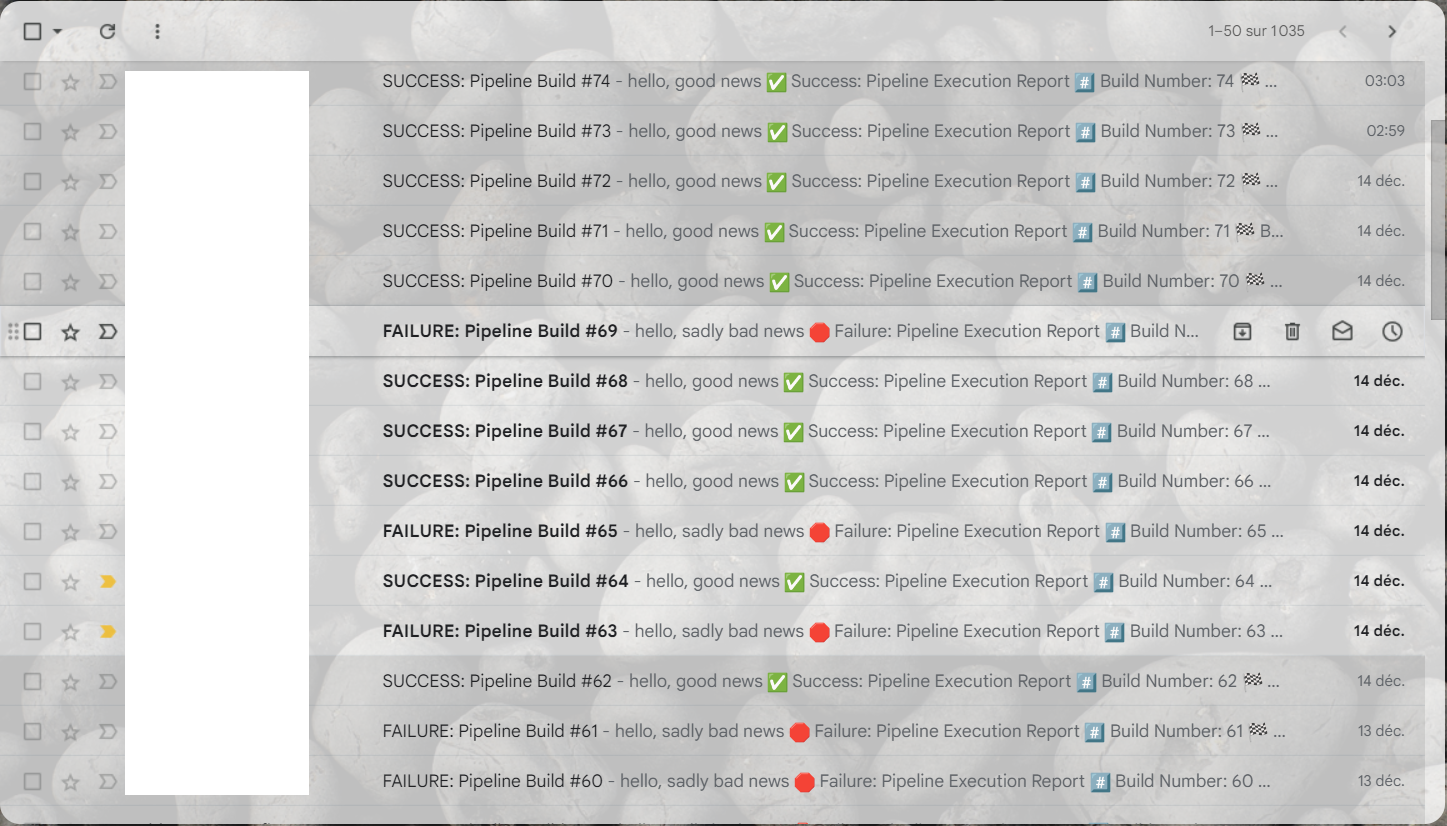 1–50 sur 1035
SUCCESS: Pipeline Build #74 - hello, good news ✅ Success: Pipeline Execution Report #️⃣ Build Number: 74 🏁 ... 03:03
SUCCESS: Pipeline Build #73 - hello, good news ✅ Success: Pipeline Execution Report #️⃣ Build Number: 73 🏁 ... 02:59
SUCCESS: Pipeline Build #72 - hello, good news ✅ Success: Pipeline Execution Report #️⃣ Build Number: 72 🏁 ... 14 déc.
SUCCESS: Pipeline Build #71 - hello, good news ✅ Success: Pipeline Execution Report #️⃣ Build Number: 71 🏁 B... 14 déc.
SUCCESS: Pipeline Build #70 - hello, good news ✅ Success: Pipeline Execution Report #️⃣ Build Number: 70 🏁 ... 14 déc.
FAILURE: Pipeline Build #69 - hello, sadly bad news 🛑 Failure: Pipeline Execution Report #️⃣ Build N...
SUCCESS: Pipeline Build #68 - hello, good news ✅ Success: Pipeline Execution Report #️⃣ Build Number: 68 ... 14 déc.
SUCCESS: Pipeline Build #67 - hello, good news ✅ Success: Pipeline Execution Report #️⃣ Build Number: 67 ... 14 déc.
SUCCESS: Pipeline Build #66 - hello, good news ✅ Success: Pipeline Execution Report #️⃣ Build Number: 66 ... 14 déc.
FAILURE: Pipeline Build #65 - hello, sadly bad news 🛑 Failure: Pipeline Execution Report #️⃣ Build Number: 65 ... 14 déc.
SUCCESS: Pipeline Build #64 - hello, good news ✅ Success: Pipeline Execution Report #️⃣ Build Number: 64 ... 14 déc.
FAILURE: Pipeline Build #63 - hello, sadly bad news 🛑 Failure: Pipeline Execution Report #️⃣ Build Number: 63 ... 14 déc.
SUCCESS: Pipeline Build #62 - hello, good news ✅ Success: Pipeline Execution Report #️⃣ Build Number: 62 🏁 ... 14 déc.
FAILURE: Pipeline Build #61 - hello, sadly bad news 🛑 Failure: Pipeline Execution Report #️⃣ Build Number: 61 🏁 ... 13 déc.
FAILURE: Pipeline Build #60 - hello, sadly bad news 🛑 Failure: Pipeline Execution Report #️⃣ Build Number: 60 ... 13 déc.